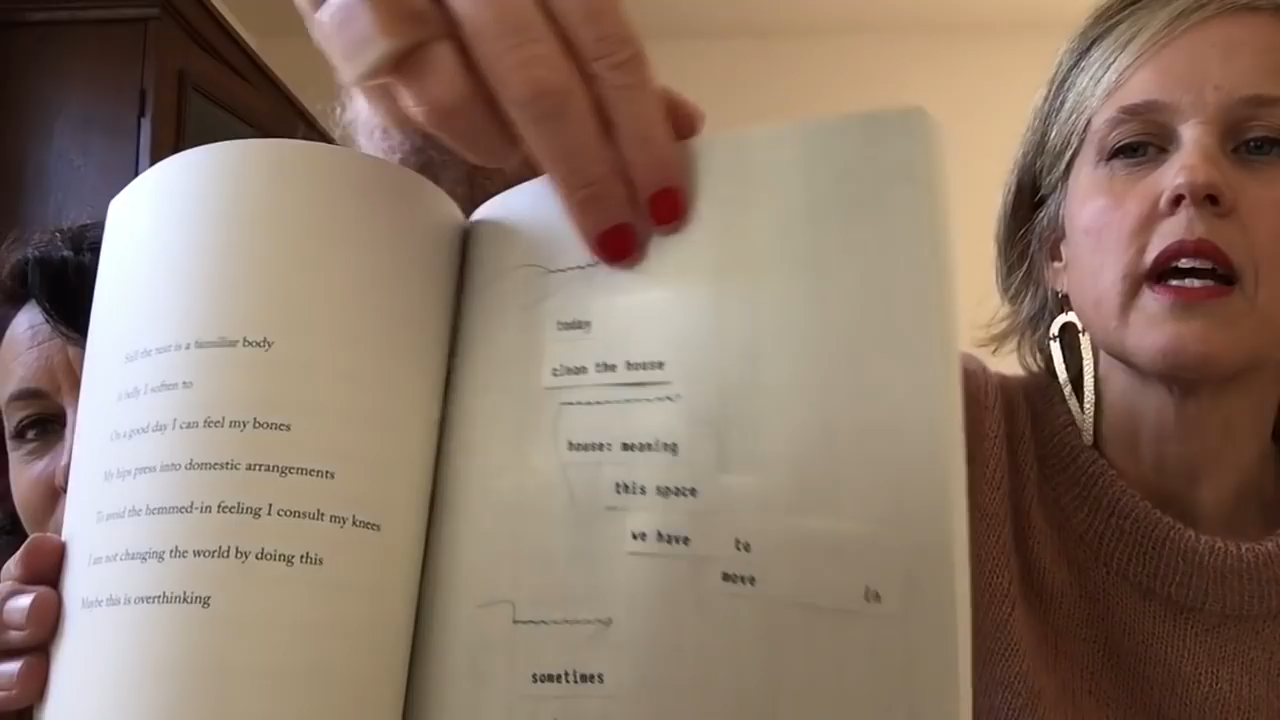 Still the rest is a familiar body
A belly I soften to
On a good day I can feel my bones
My hips press into domestic arrangements
To avoid the hemmed-in feeling I consult my knees
I am not changing the world by doing this
Maybe this is overthinking
today
clean the house
house: meaning
this space
we have to
move in
sometimes